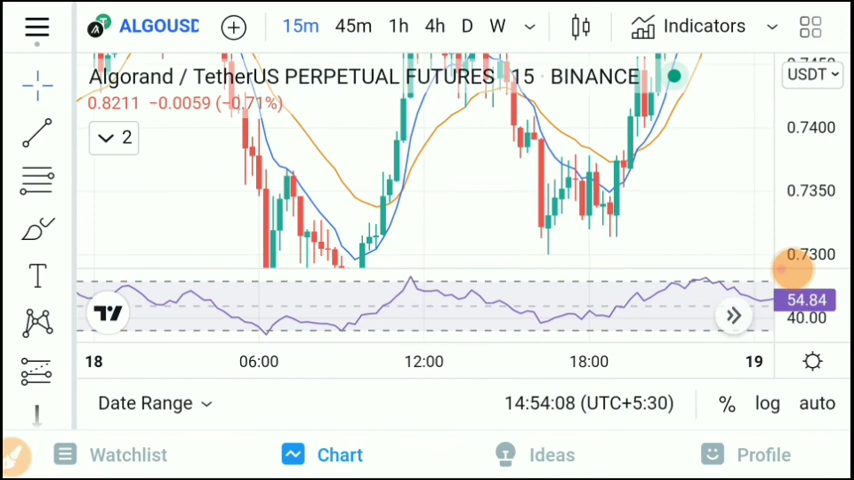 ALGOUSD 15m 45m 1h 4h D W Indicators
Algorand / TetherUS PERPETUAL FUTURES 15 · BINANCE USDT
0.8211 −0.0059 (−0.71%)
2
0.7400
0.7350
0.7300
54.84
40.00
18 06:00 12:00 18:00 19
Date Range 14:54:08 (UTC+5:30) % log auto
Watchlist Chart Ideas Profile